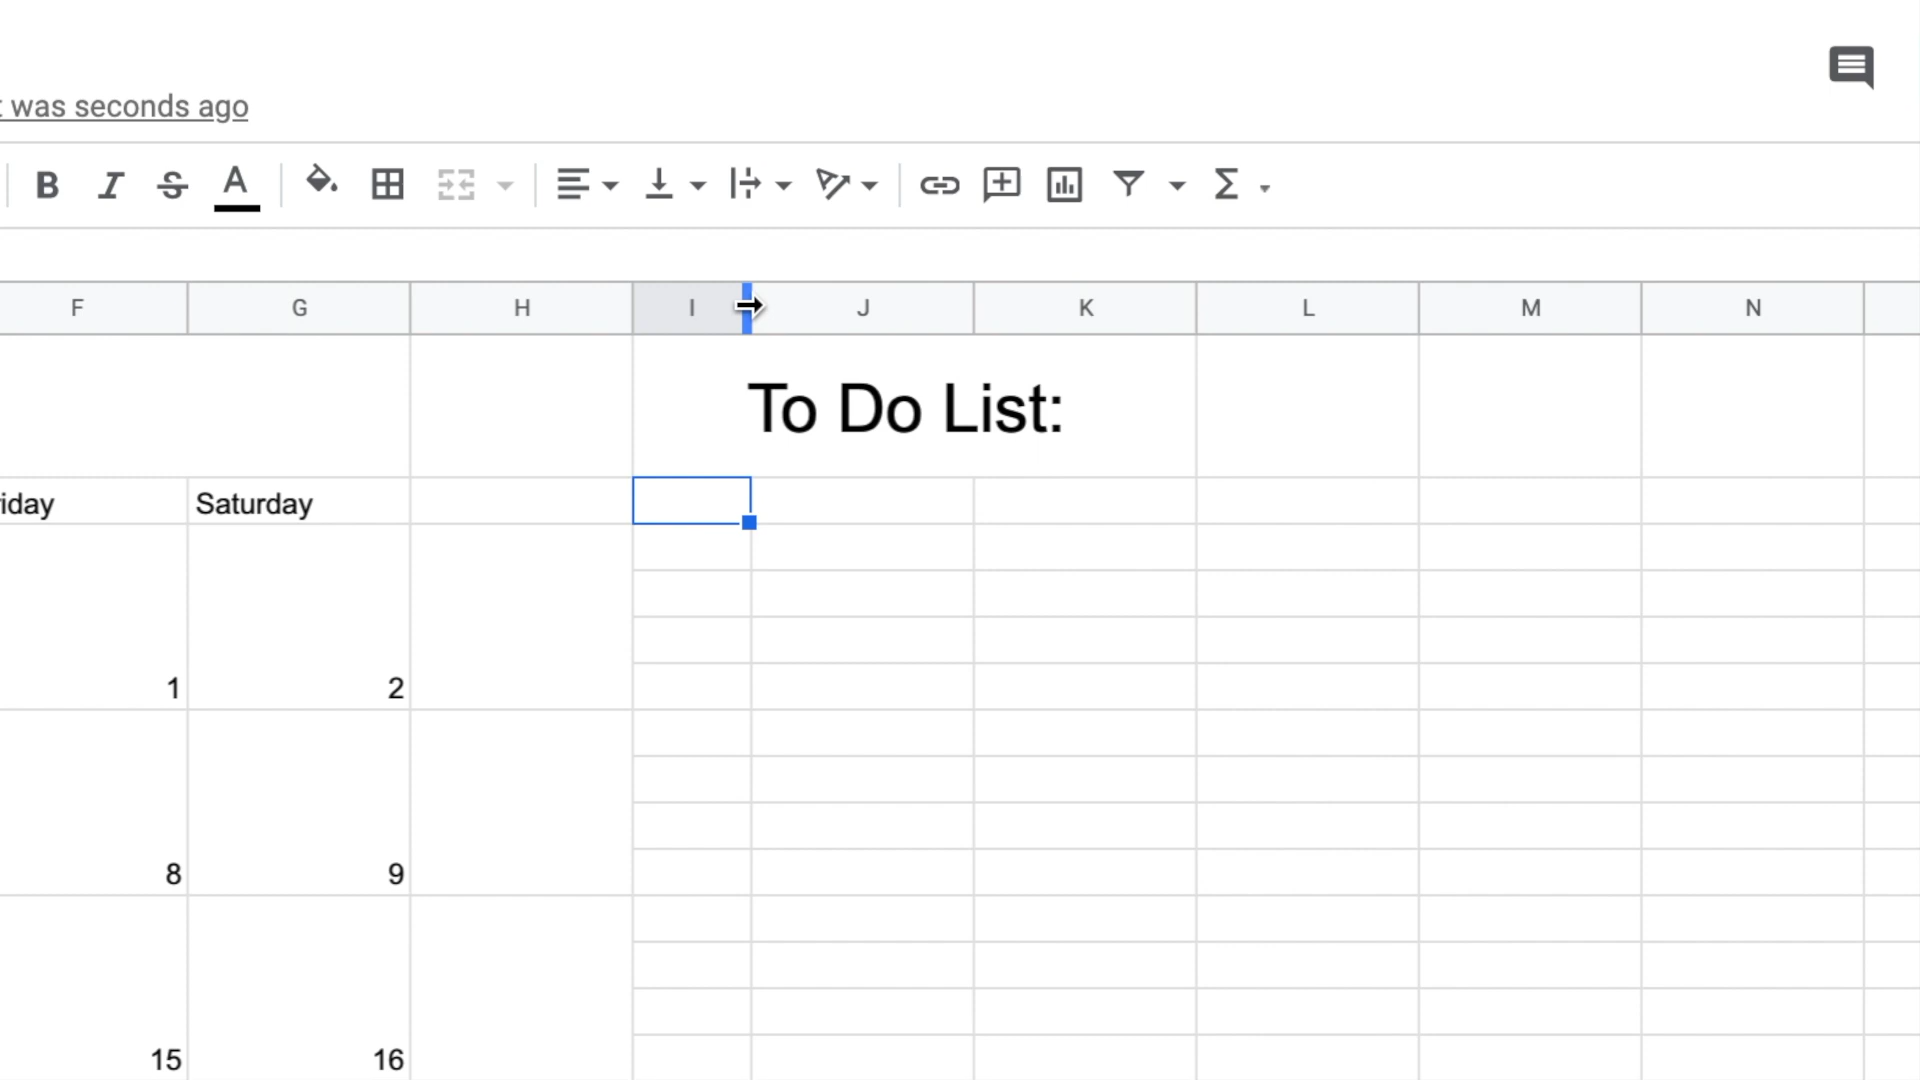 t was seconds ago
B I S A Σ
F G H I J K L M N
To Do List:
iday Saturday
1 2
8 9
15 16